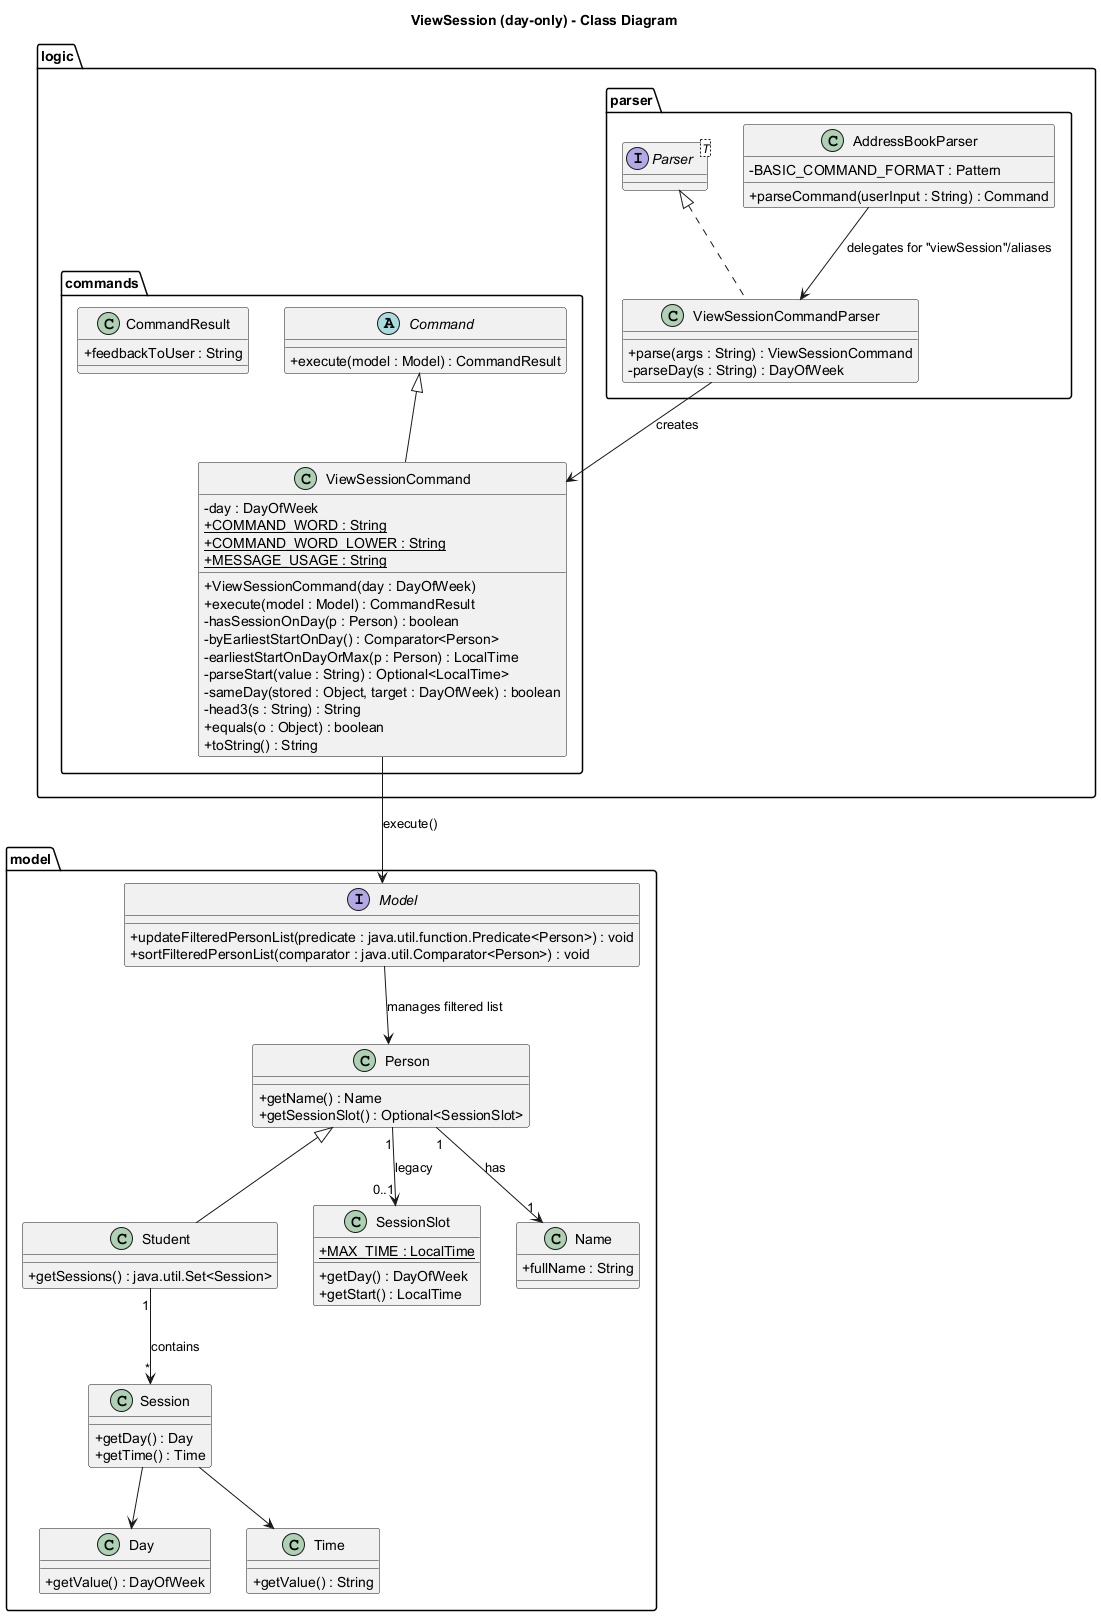 ViewSession (day-only) - Class Diagram
logic
parser
I Parser T
C AddressBookParser
-BASIC_COMMAND_FORMAT : Pattern
+parseCommand(userInput : String) : Command
delegates for "viewSession"/aliases
C ViewSessionCommandParser
+parse(args : String) : ViewSessionCommand
-parseDay(s : String) : DayOfWeek
creates
commands
C CommandResult
+feedbackToUser : String
A Command
+execute(model : Model) : CommandResult
C ViewSessionCommand
-day : DayOfWeek
+COMMAND_WORD : String
+COMMAND_WORD_LOWER : String
+MESSAGE_USAGE : String
+ViewSessionCommand(day : DayOfWeek)
+execute(model : Model) : CommandResult
-hasSessionOnDay(p : Person) : boolean
-byEarliestStartOnDay() : Comparator<Person>
-earliestStartOnDayOrMax(p : Person) : LocalTime
-parseStart(value : String) : Optional<LocalTime>
-sameDay(stored : Object, target : DayOfWeek) : boolean
-head3(s : String) : String
+equals(o : Object) : boolean
+toString() : String
execute()
model
I Model
+updateFilteredPersonList(predicate : java.util.function.Predicate<Person>) : void
+sortFilteredPersonList(comparator : java.util.Comparator<Person>) : void
manages filtered list
C Person
+getName() : Name
+getSessionSlot() : Optional<SessionSlot>
1
legacy
0..1
1
has
1
C Student
+getSessions() : java.util.Set<Session>
C SessionSlot
+MAX_TIME : LocalTime
+getDay() : DayOfWeek
+getStart() : LocalTime
C Name
+fullName : String
1
contains
*
C Session
+getDay() : Day
+getTime() : Time
C Day
+getValue() : DayOfWeek
C Time
+getValue() : String